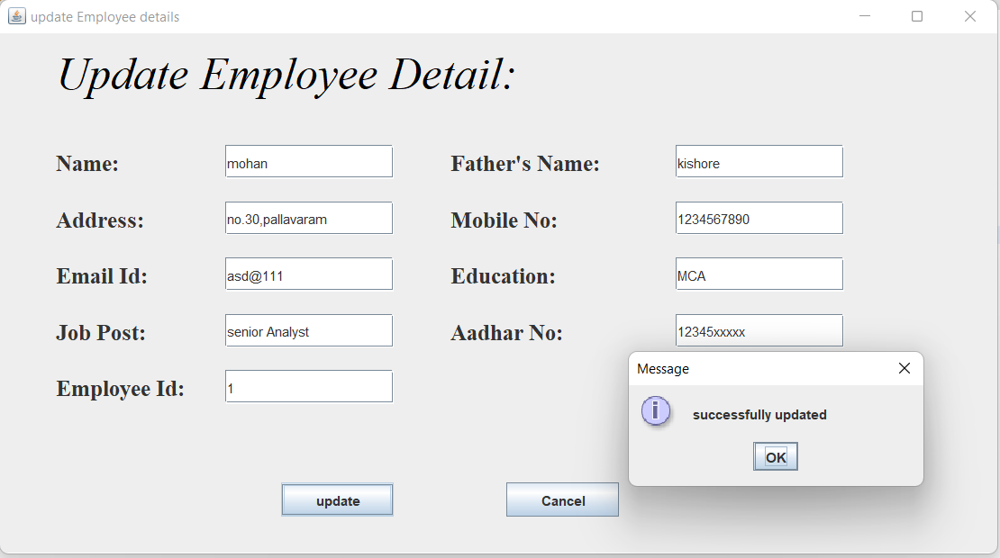 update Employee details
Update Employee Detail:
Name: mohan Father's Name: kishore
Address: no.30,pallavaram Mobile No: 1234567890
Email Id: asd@111 Education: MCA
Job Post: senior Analyst Aadhar No: 12345xxxxx
Employee Id: 1
Message
i
successfully updated
OK
update Cancel